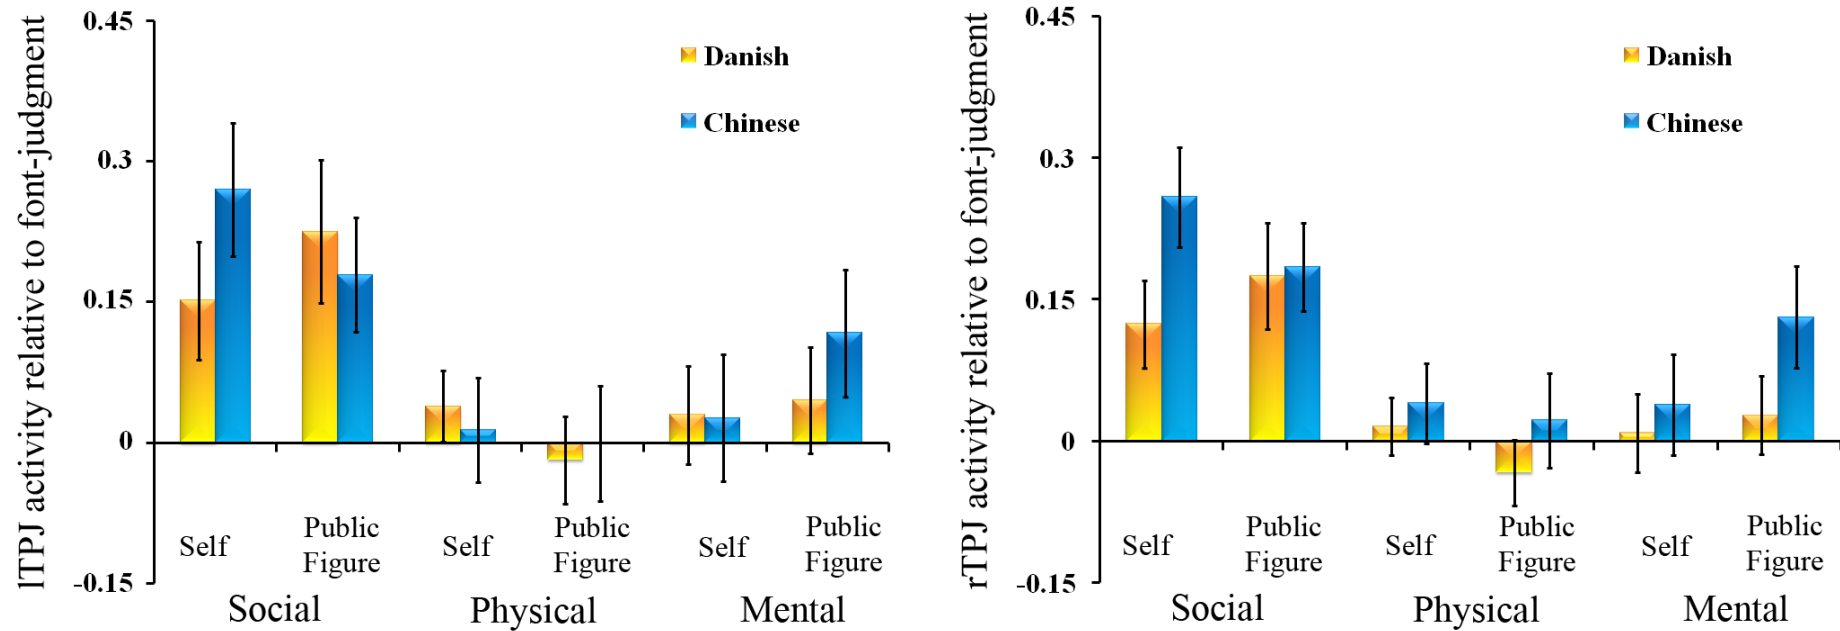 lTPJ activity relative to font-judgment
0.45
0.3
0.15
0
-0.15
Danish
Chinese
Self
Public
Figure
Self
Public
Figure
Self
Public
Figure
Social
Physical
Mental
rTPJ activity relative to font-judgment
0.45
0.3
0.15
0
-0.15
Danish
Chinese
Self
Public
Figure
Self
Public
Figure
Self
Public
Figure
Social
Physical
Mental